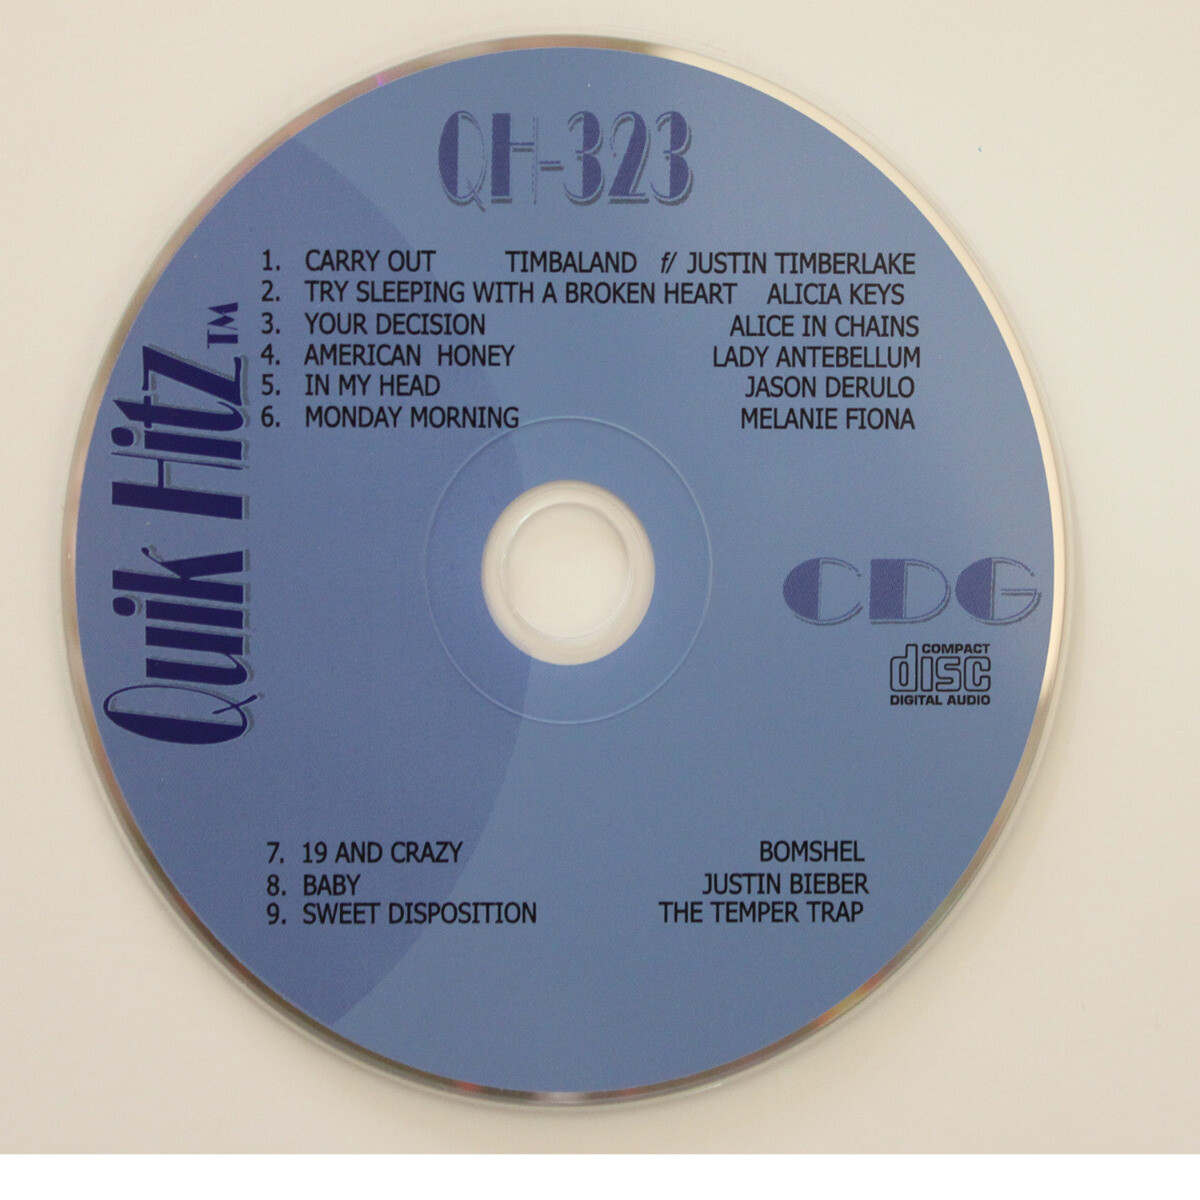 QH-323
1. CARRY OUT TIMBALAND f/ JUSTIN TIMBERLAKE
2. TRY SLEEPING WITH A BROKEN HEART ALICIA KEYS
3. YOUR DECISION ALICE IN CHAINS
4. AMERICAN HONEY LADY ANTEBELLUM
5. IN MY HEAD JASON DERULO
6. MONDAY MORNING MELANIE FIONA
Quik Hitz™
CDG
COMPACT
disc
DIGITAL AUDIO
7. 19 AND CRAZY BOMSHEL
8. BABY JUSTIN BIEBER
9. SWEET DISPOSITION THE TEMPER TRAP